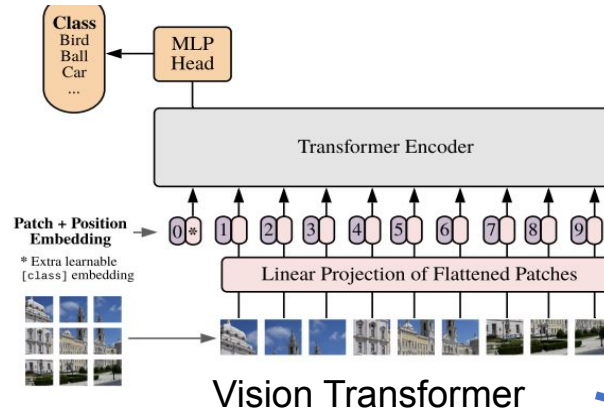 Class
Bird
Ball
Car
...
MLP
Head
Transformer Encoder
Patch + Position
Embedding
0 * 1 2 3 4 5 6 7 8 9
* Extra learnable
[class] embedding
Linear Projection of Flattened Patches
Vision Transformer